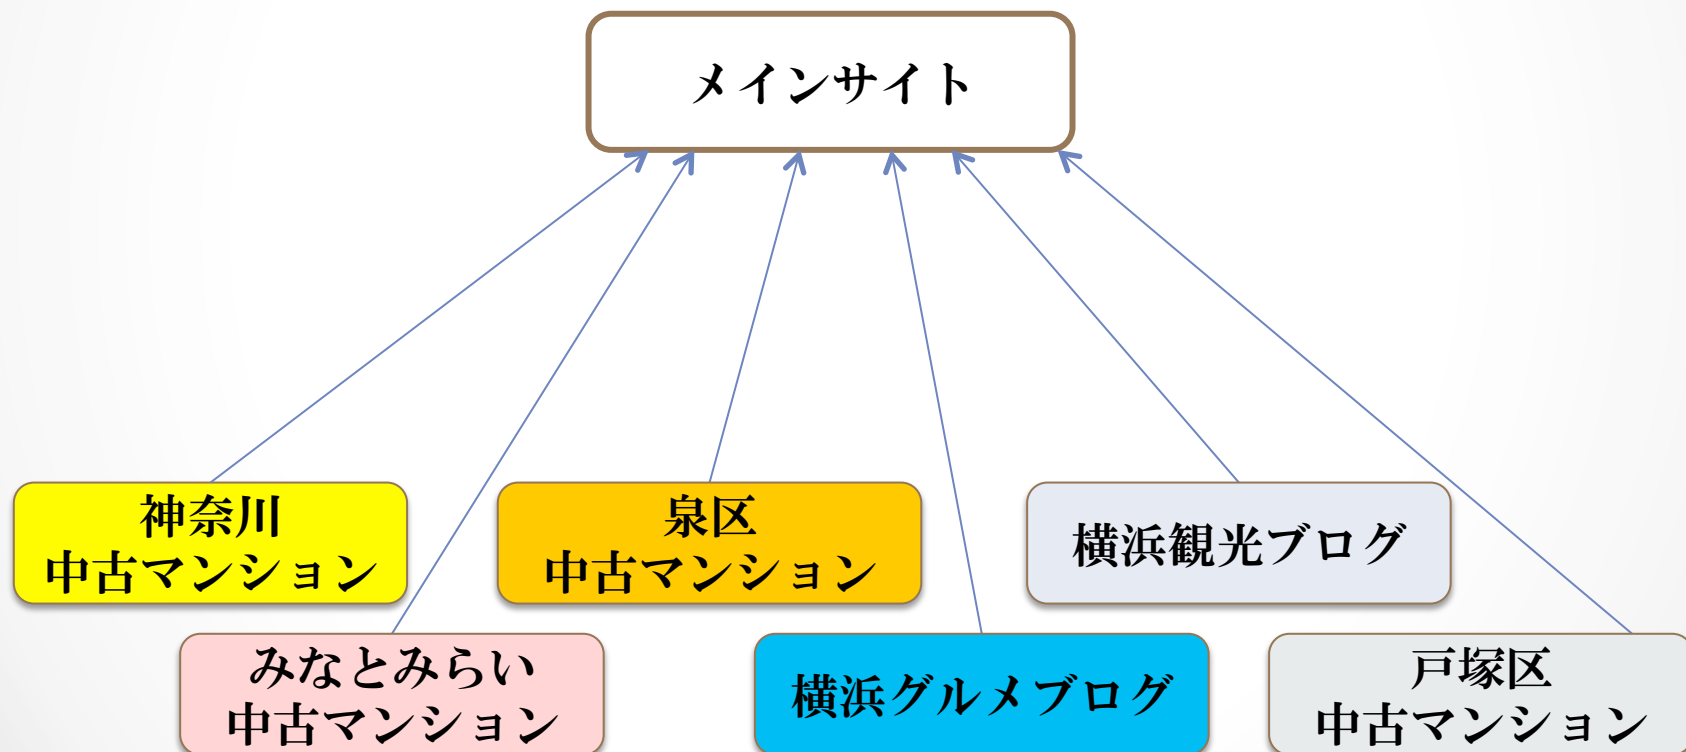 メインサイト
神奈川
中古マンション
泉区
中古マンション
横浜観光ブログ
みなとみらい
中古マンション
横浜グルメブログ
戸塚区
中古マンション